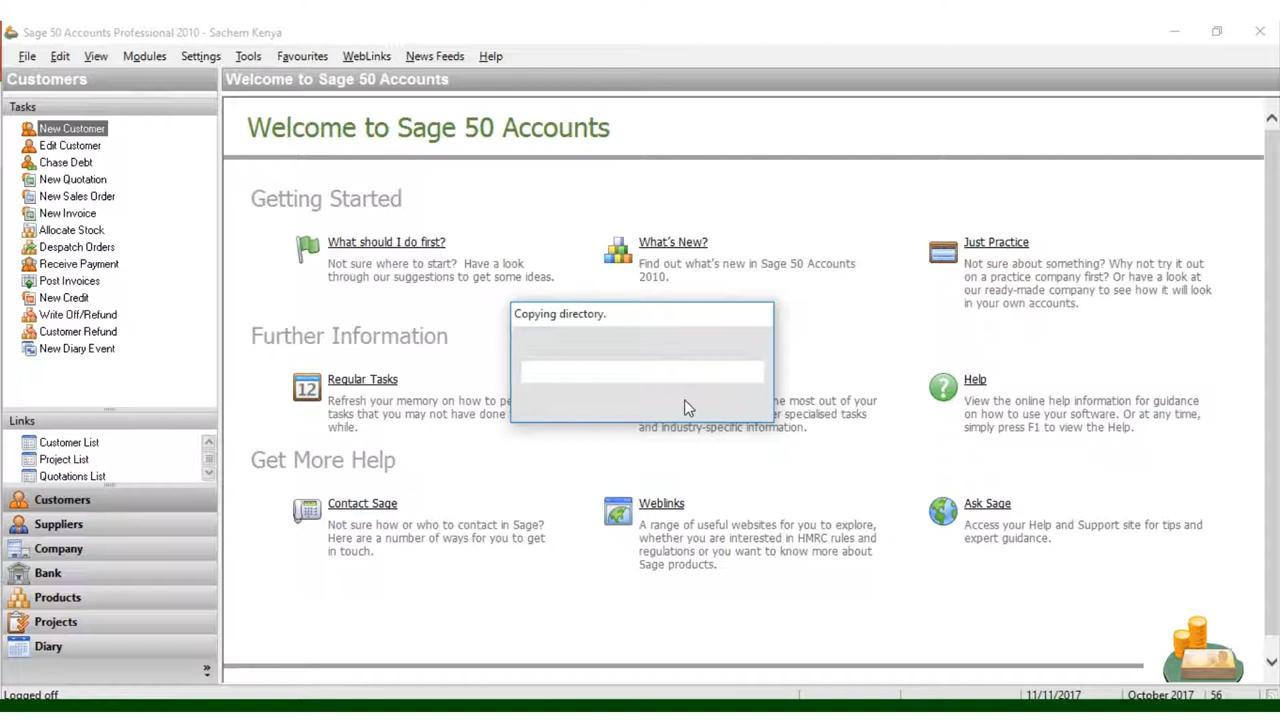 Sage 50 Accounts Professional 2010 - Sachem Kenya
File Edit View Modules Settings Tools Favourites WebLinks News Feeds Help
Customers
Welcome to Sage 50 Accounts
Tasks
New Customer
Edit Customer
Chase Debt
New Quotation
New Sales Order
New Invoice
Allocate Stock
Despatch Orders
Receive Payment
Post Invoices
New Credit
Write Off/Refund
Customer Refund
New Diary Event
Links
Customer List
Project List
Quotations List
Customers
Suppliers
Company
Bank
Products
Projects
Diary
Logged off
Welcome to Sage 50 Accounts
Getting Started
What should I do first?
Not sure where to start? Have a look
through our suggestions to get some ideas.
What's New?
Find out what's new in Sage 50 Accounts
2010.
Just Practice
Not sure about something? Why not try it out
on a practice company first? Or have a look at
our ready-made company to see how it will look
in your own accounts.
Copying directory.
Further Information
Regular Tasks
12
Refresh your memory on how to pe
tasks that you may not have done
while.
the most out of your
er specialised tasks
and industry-specific information.
Help
View the online help information for guidance
on how to use your software. Or at any time,
simply press F1 to view the Help.
Get More Help
Contact Sage
Not sure how or who to contact in Sage?
Here are a number of ways for you to get
in touch.
Weblinks
A range of useful websites for you to explore,
whether you are interested in HMRC rules and
regulations or you want to know more about
Sage products.
Ask Sage
Access your Help and Support site for tips and
expert guidance.
11/11/2017 October 2017 56